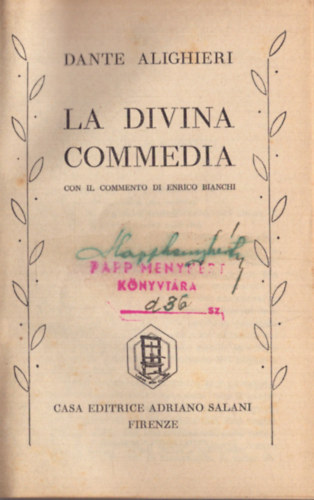 DANTE ALIGHIERI
LA DIVINA
COMMEDIA
CON IL COMMENTO DI ENRICO BIANCHI
PAPP MENYHÉRT
KÖNYVTÁRA
d36 sz.
CASA EDITRICE ADRIANO SALANI
FIRENZE